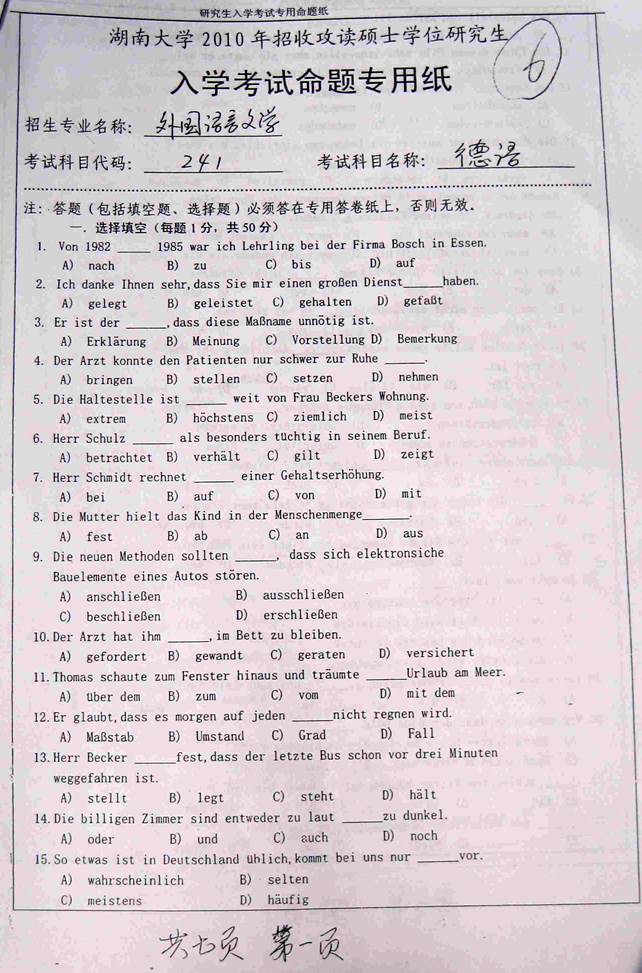 研究生入学考试专用命题纸
湖南大学 2010 年招收攻读硕士学位研究生
入学考试命题专用纸
6
招生专业名称: 外国语言文学
考试科目代码: 241 考试科目名称: 德语
注: 答题(包括填空题、选择题)必须答在专用答卷纸上, 否则无效.
一. 选择填空 (每题 1 分, 共 50 分)
1. Von 1982 _____ 1985 war ich Lehrling bei der Firma Bosch in Essen.
A) nach B) zu C) bis D) auf
2. Ich danke Ihnen sehr, dass Sie mir einen großen Dienst______haben.
A) gelegt B) geleistet C) gehalten D) gefaßt
3. Er ist der ______, dass diese Maßname unnötig ist.
A) Erklärung B) Meinung C) Vorstellung D) Bemerkung
4. Der Arzt konnte den Patienten nur schwer zur Ruhe ______.
A) bringen B) stellen C) setzen D) nehmen
5. Die Haltestelle ist ______ weit von Frau Beckers Wohnung.
A) extrem B) höchstens C) ziemlich D) meist
6. Herr Schulz ______ als besonders tüchtig in seinem Beruf.
A) betrachtet B) verhält C) gilt D) zeigt
7. Herr Schmidt rechnet ______ einer Gehaltserhöhung.
A) bei B) auf C) von D) mit
8. Die Mutter hielt das Kind in der Menschenmenge_______.
A) fest B) ab C) an D) aus
9. Die neuen Methoden sollten ______, dass sich elektronsiche
Bauelemente eines Autos stören.
A) anschließen B) ausschließen
C) beschließen D) erschließen
10. Der Arzt hat ihm ______, im Bett zu bleiben.
A) gefordert B) gewandt C) geraten D) versichert
11. Thomas schaute zum Fenster hinaus und träumte ______Urlaub am Meer.
A) über dem B) zum C) vom D) mit dem
12. Er glaubt, dass es morgen auf jeden ______nicht regnen wird.
A) Maßstab B) Umstand C) Grad D) Fall
13. Herr Becker ______fest, dass der letzte Bus schon vor drei Minuten
weggefahren ist.
A) stellt B) legt C) steht D) hält
14. Die billigen Zimmer sind entweder zu laut ______zu dunkel.
A) oder B) und C) auch D) noch
15. So etwas ist in Deutschland üblich, kommt bei uns nur ______vor.
A) wahrscheinlich B) selten
C) meistens D) häufig
共七页 第一页